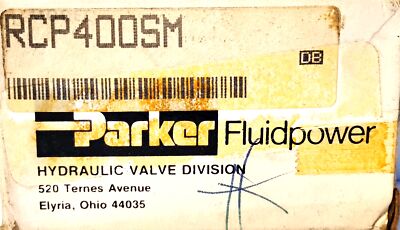 RCP400SM
DB
Parker Fluidpower
HYDRAULIC VALVE DIVISION
520 Ternes Avenue
Elyria, Ohio 44035